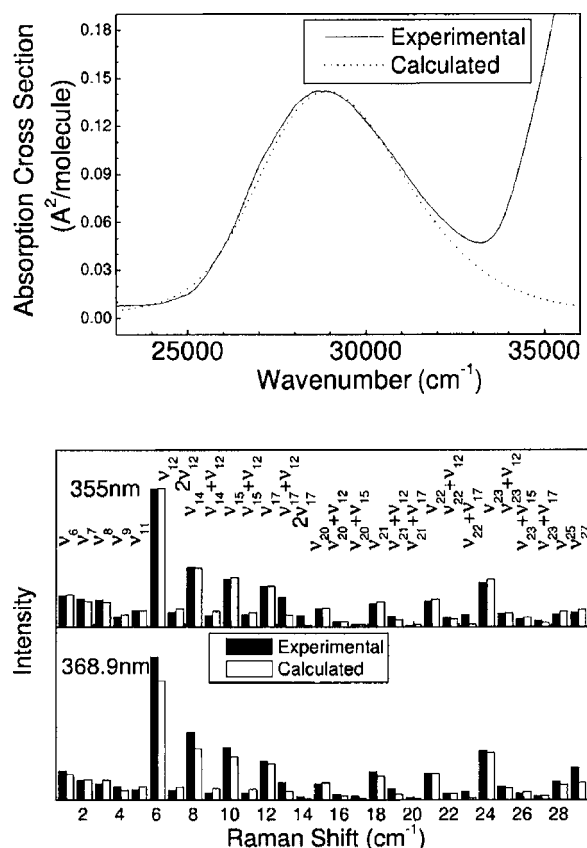 0.18
0.15
0.12
0.09
0.06
0.03
0.00
Absorption Cross Section
(A²/molecule)
Experimental
Calculated
25000 30000 35000
Wavenumber (cm⁻¹)
355nm
ν₆
ν₇
ν₈
ν₉
ν₁₁
ν₁₂
2ν₁₂
ν₁₄
ν₁₄+ν₁₂
ν₁₅
ν₁₅+ν₁₂
ν₁₇
ν₁₇+ν₁₂
2ν₁₇
ν₂₀
ν₂₀+ν₁₂
ν₂₀+ν₁₅
ν₂₁
ν₂₁+ν₁₂
ν₂₁+ν₁₇
ν₂₂
ν₂₂+ν₁₂
ν₂₂+ν₁₇
ν₂₃
ν₂₃+ν₁₂
ν₂₃+ν₁₅
ν₂₃+ν₁₇
ν₂₅
ν₂₇
Intensity
Experimental
Calculated
368.9nm
2 4 6 8 10 12 14 16 18 20 22 24 26 28
Raman Shift (cm⁻¹)